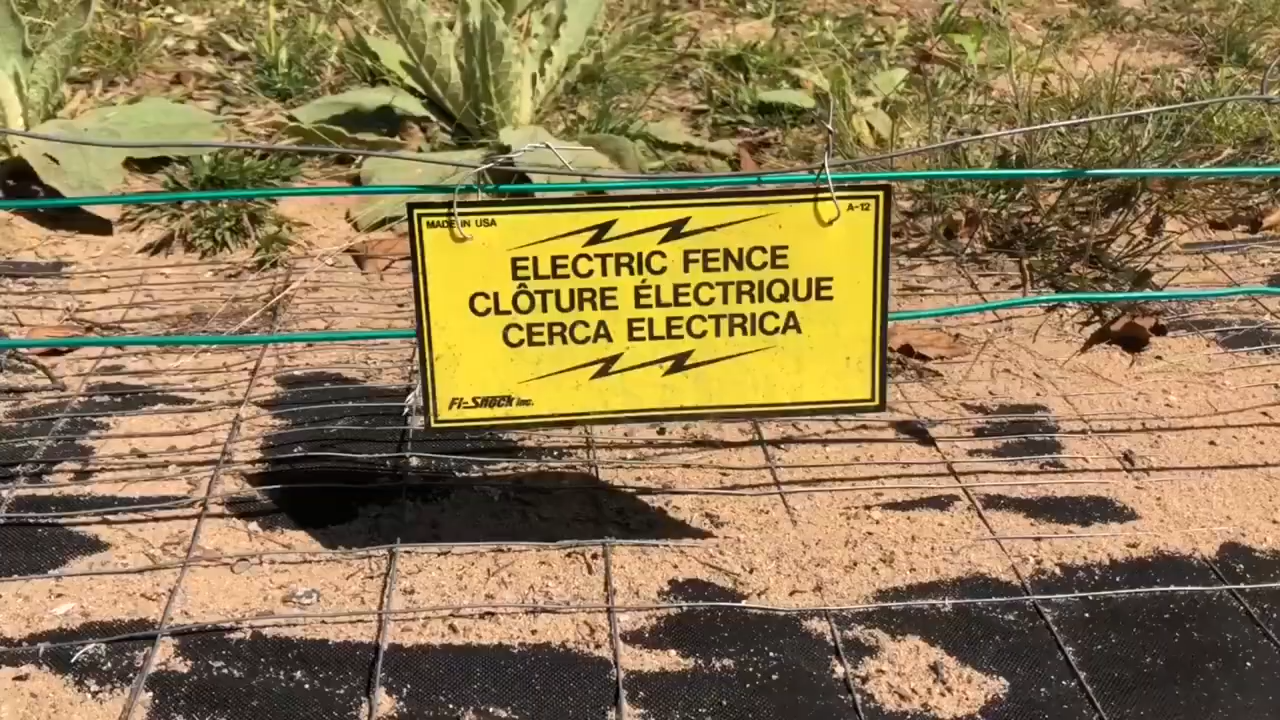 MADE IN USA
A-12
ELECTRIC FENCE
CLÔTURE ÉLECTRIQUE
CERCA ELECTRICA
Fi-Shock inc.